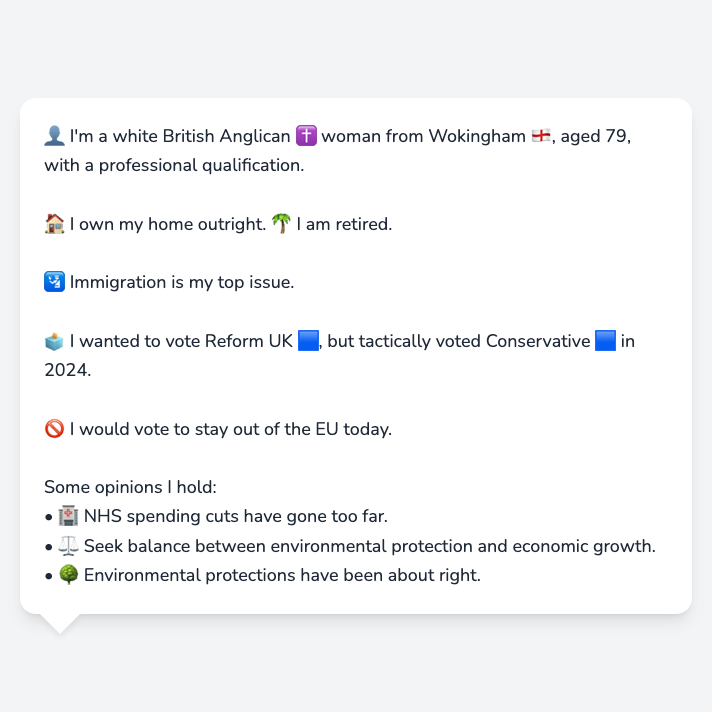 👤 I'm a white British Anglican ✝️ woman from Wokingham 🏴󠁧󠁢󠁥󠁮󠁧󠁿, aged 79,
with a professional qualification.
🏠 I own my home outright. 🌴 I am retired.
🛂 Immigration is my top issue.
🗳️ I wanted to vote Reform UK 🟦, but tactically voted Conservative 🟦 in
2024.
🚫 I would vote to stay out of the EU today.
Some opinions I hold:
• 🏥 NHS spending cuts have gone too far.
• ⚖️ Seek balance between environmental protection and economic growth.
• 🌳 Environmental protections have been about right.